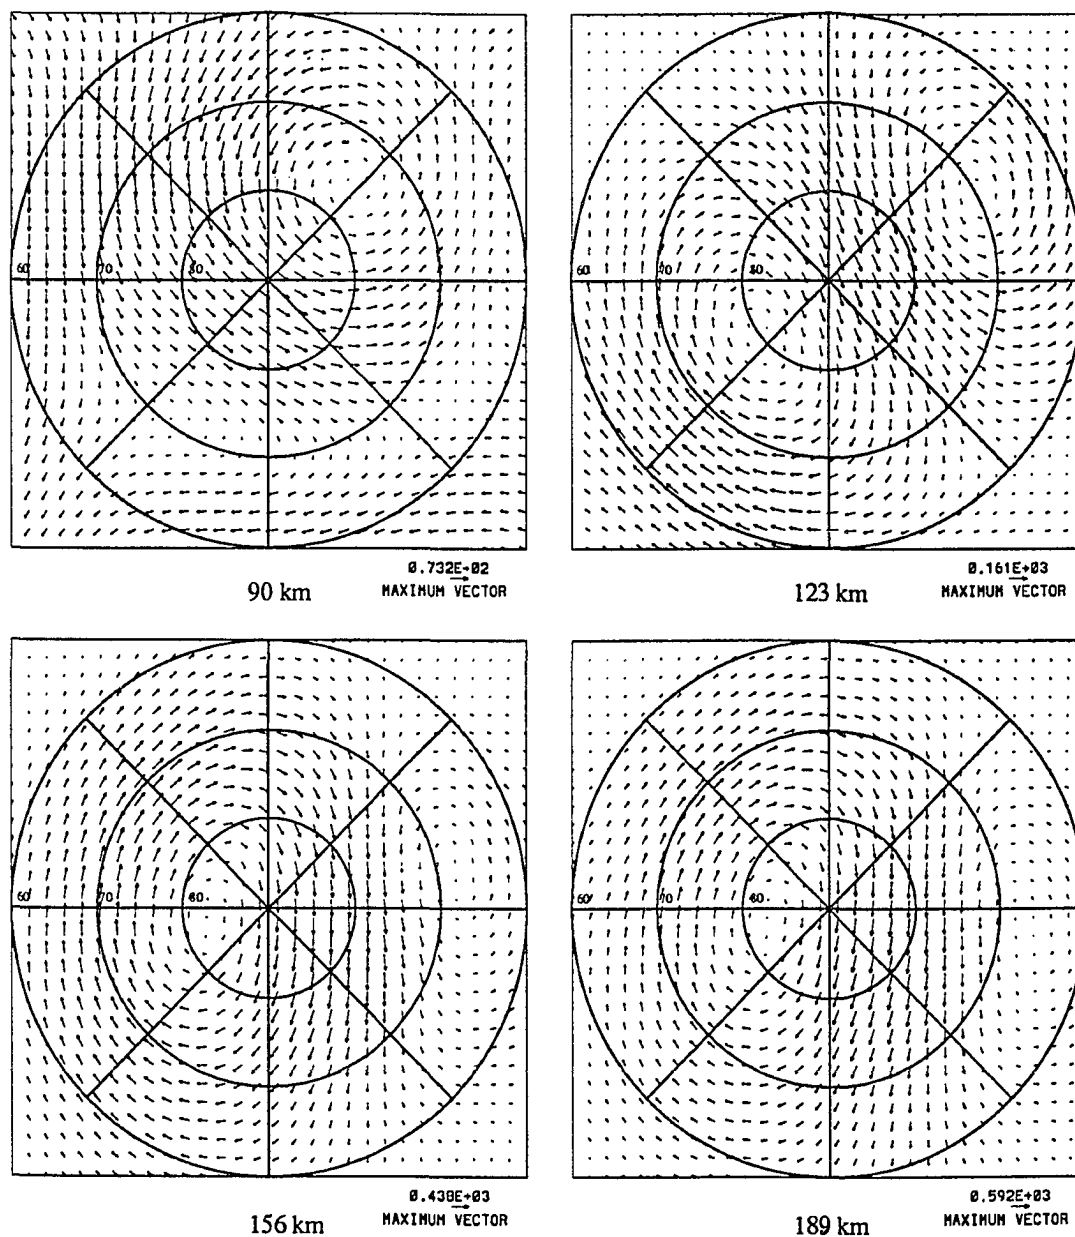 60
70
80
60
70
80
0.732E+02
90 km
MAXIMUM VECTOR
0.161E+03
123 km
MAXIMUM VECTOR
60
70
80
60
70
80
0.438E+03
156 km
MAXIMUM VECTOR
0.592E+03
189 km
MAXIMUM VECTOR